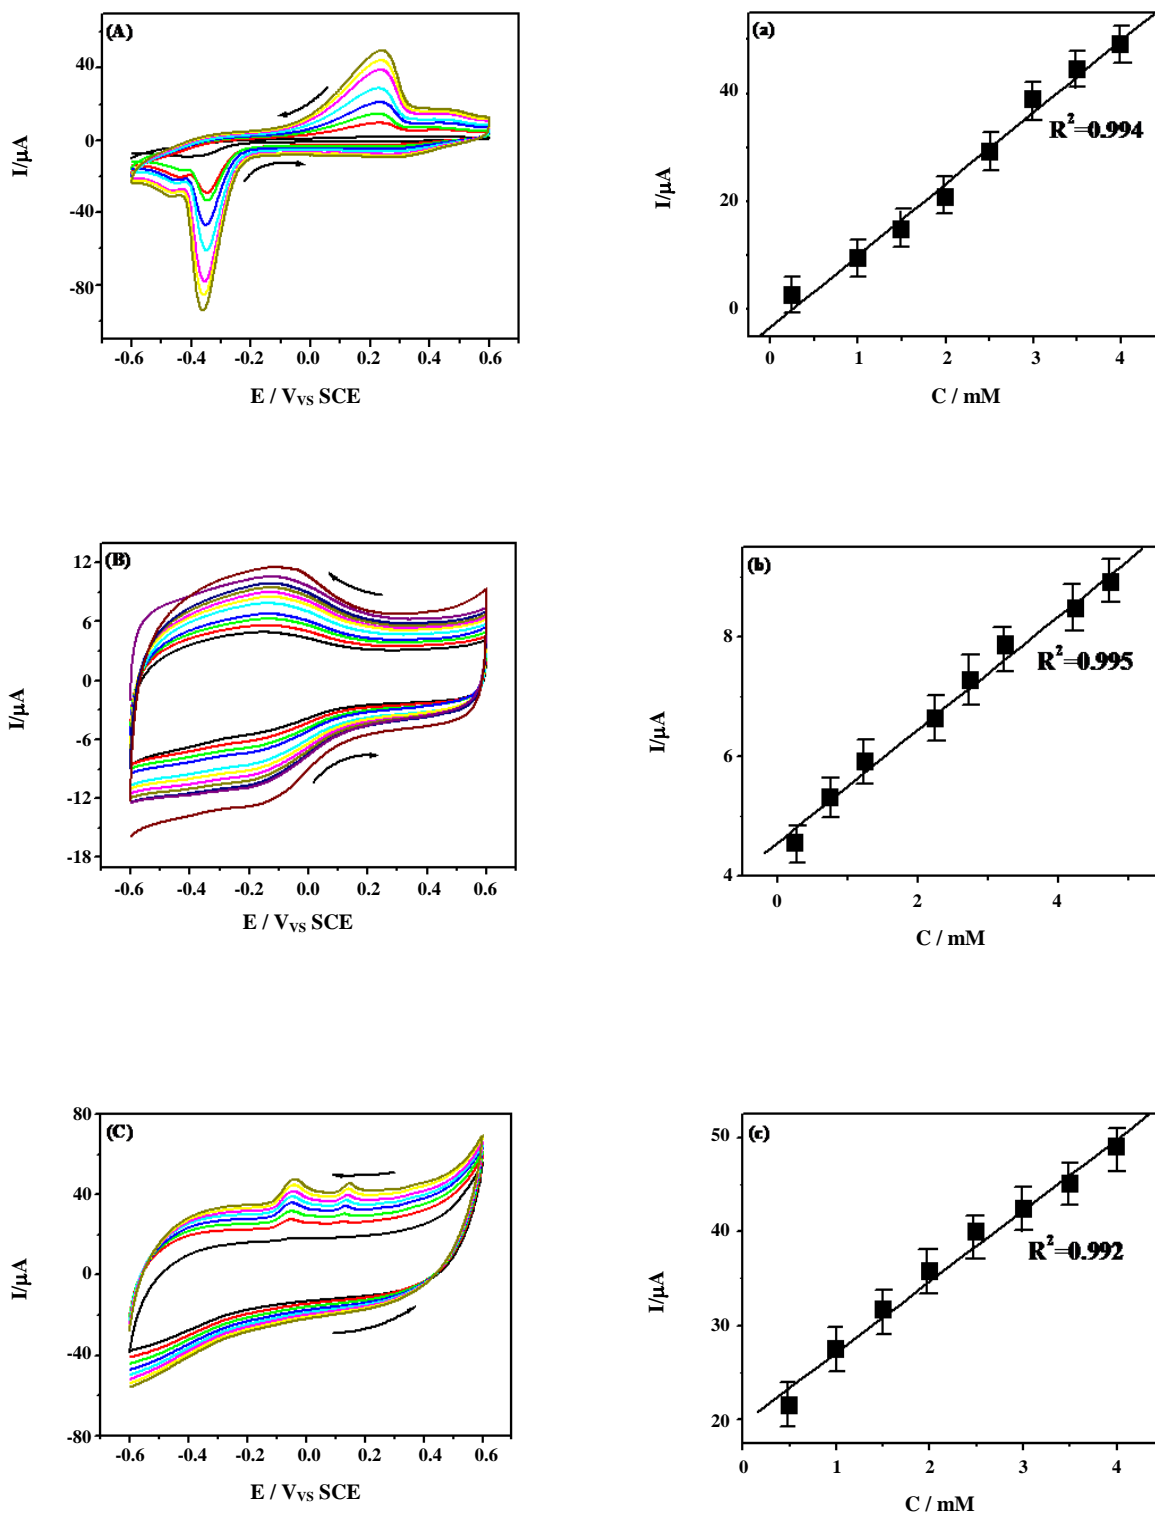 (A)
40
0
-40
-80
I/µA
-0.6 -0.4 -0.2 0.0 0.2 0.4 0.6
E / V_VS SCE
(a)
40
20
0
I/µA
R²=0.994
0 1 2 3 4
C / mM
(B)
12
6
0
-6
-12
-18
I/µA
-0.6 -0.4 -0.2 0.0 0.2 0.4 0.6
E / V_VS SCE
(b)
8
6
4
I/µA
R²=0.995
0 2 4
C / mM
(C)
80
40
0
-40
-80
I/µA
-0.6 -0.4 -0.2 0.0 0.2 0.4 0.6
E / V_VS SCE
(c)
50
40
30
20
I/µA
R²=0.992
0 1 2 3 4
C / mM